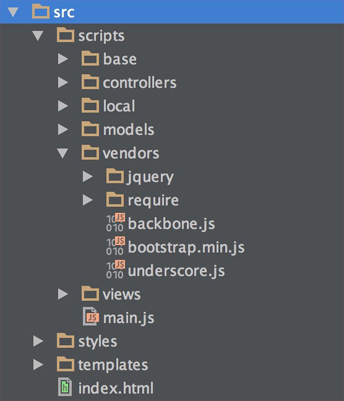 src
scripts
base
controllers
local
models
vendors
jquery
require
backbone.js
bootstrap.min.js
underscore.js
views
main.js
styles
templates
index.html